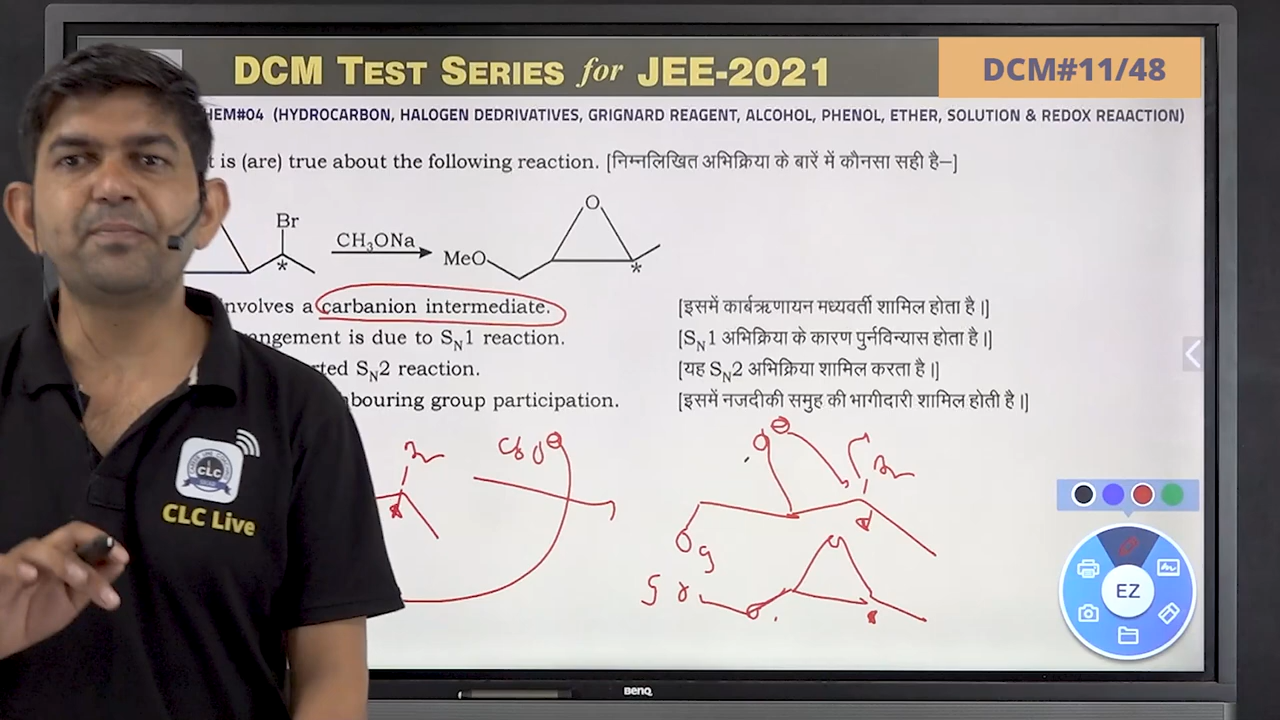 DCM TEST SERIES for JEE-2021
DCM#11/48
HEM#04 (HYDROCARBON, HALOGEN DEDRIVATIVES, GRIGNARD REAGENT, ALCOHOL, PHENOL, ETHER, SOLUTION & REDOX REAACTION)
t is (are) true about the following reaction. [निम्नलिखित अभिक्रिया के बारें में कौनसा सही है–]
Br
CH₃ONa
MeO
O
*
*
nvolves a carbanion intermediate. [इसमें कार्बऋणायन मध्यवर्ती शामिल होता है।]
ngement is due to SN1 reaction. [SN1 अभिक्रिया के कारण पुर्नविन्यास होता है।]
rted SN2 reaction. [यह SN2 अभिक्रिया शामिल करता है।]
bouring group participation. [इसमें नजदीकी समुह की भागीदारी शामिल होती है।]
CLC
CLC Live
EZ
BenQ